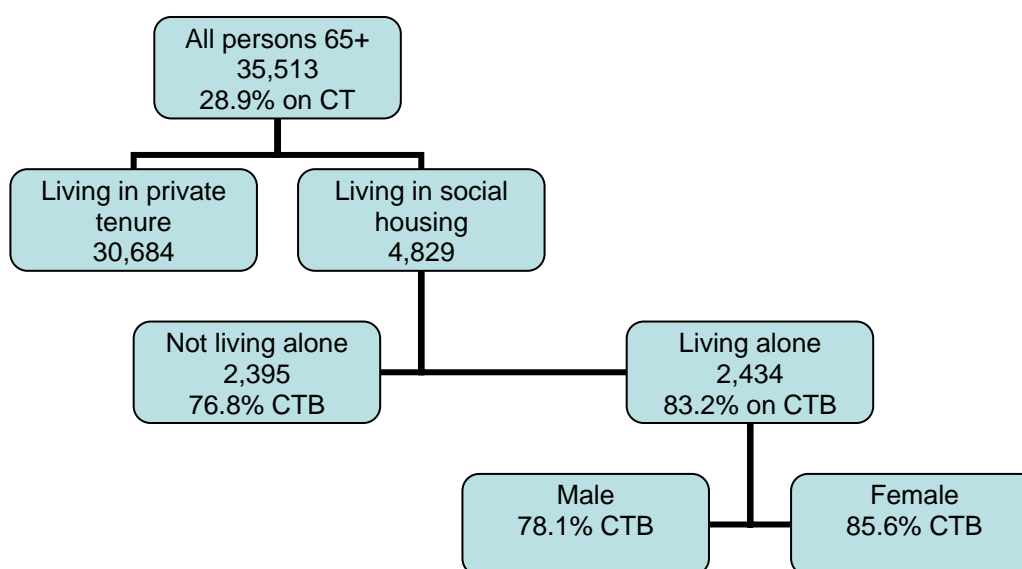 All persons 65+
35,513
28.9% on CT
Living in private
tenure
30,684
Living in social
housing
4,829
Not living alone
2,395
76.8% CTB
Living alone
2,434
83.2% on CTB
Male
78.1% CTB
Female
85.6% CTB